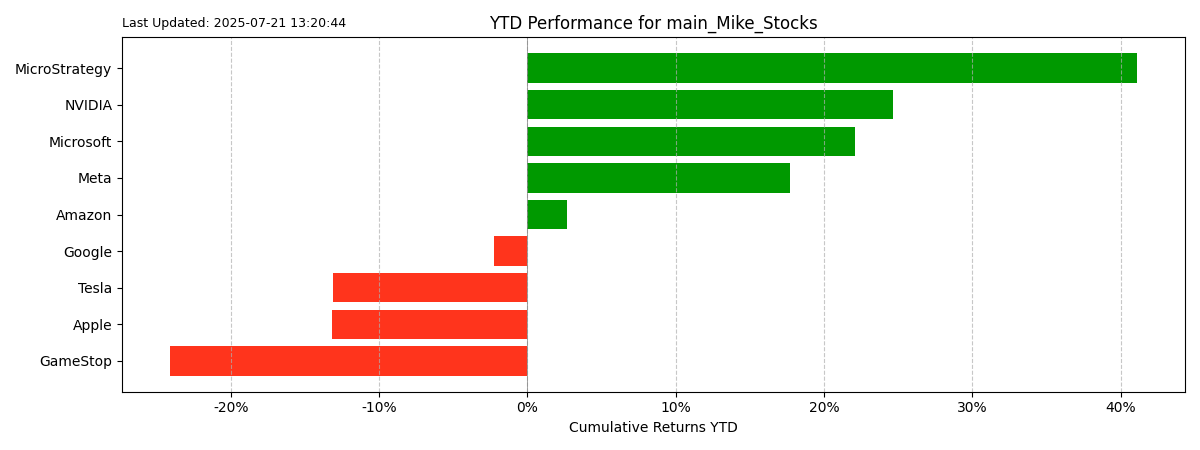 Last Updated: 2025-07-21 13:20:44
YTD Performance for main_Mike_Stocks
MicroStrategy
NVIDIA
Microsoft
Meta
Amazon
Google
Tesla
Apple
GameStop
-20% -10% 0% 10% 20% 30% 40%
Cumulative Returns YTD